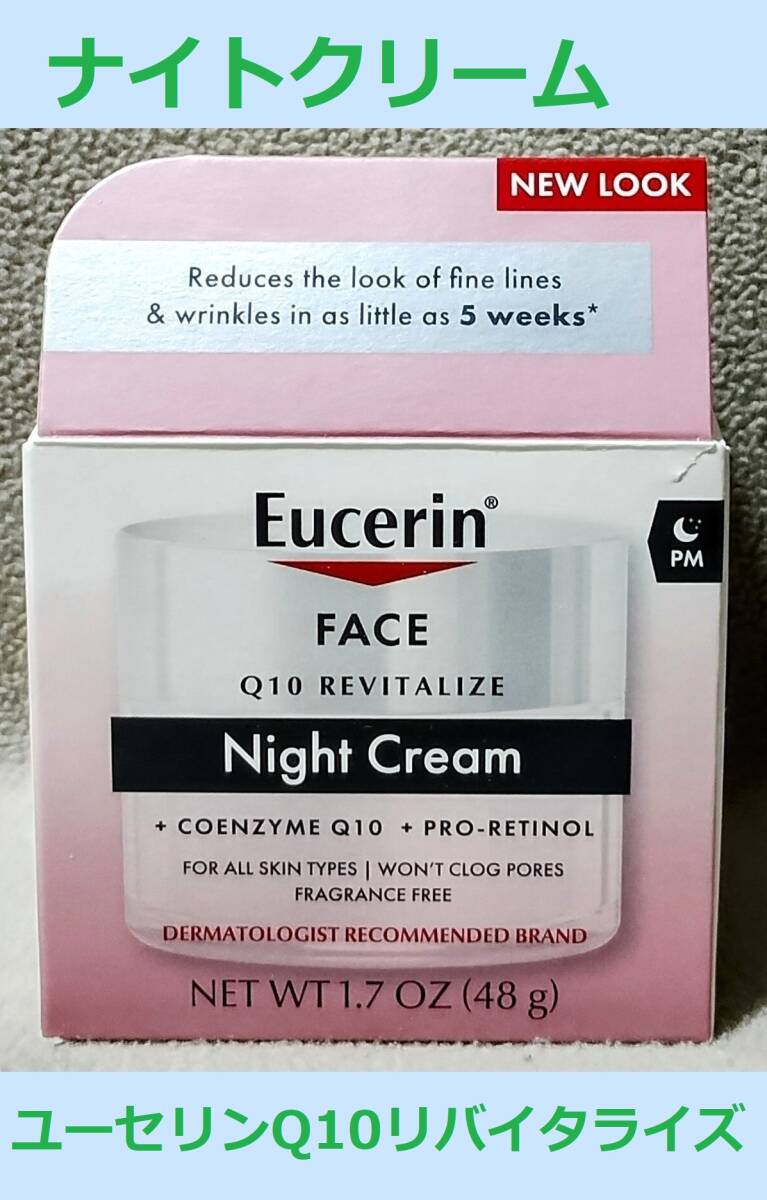 ナイトクリーム
NEW LOOK
Reduces the look of fine lines
& wrinkles in as little as 5 weeks*
Eucerin®
PM
FACE
Q10 REVITALIZE
Night Cream
+ COENZYME Q10 + PRO-RETINOL
FOR ALL SKIN TYPES | WON'T CLOG PORES
FRAGRANCE FREE
DERMATOLOGIST RECOMMENDED BRAND
NET WT 1.7 OZ (48 g)
ユーセリンQ10リバイタライズ